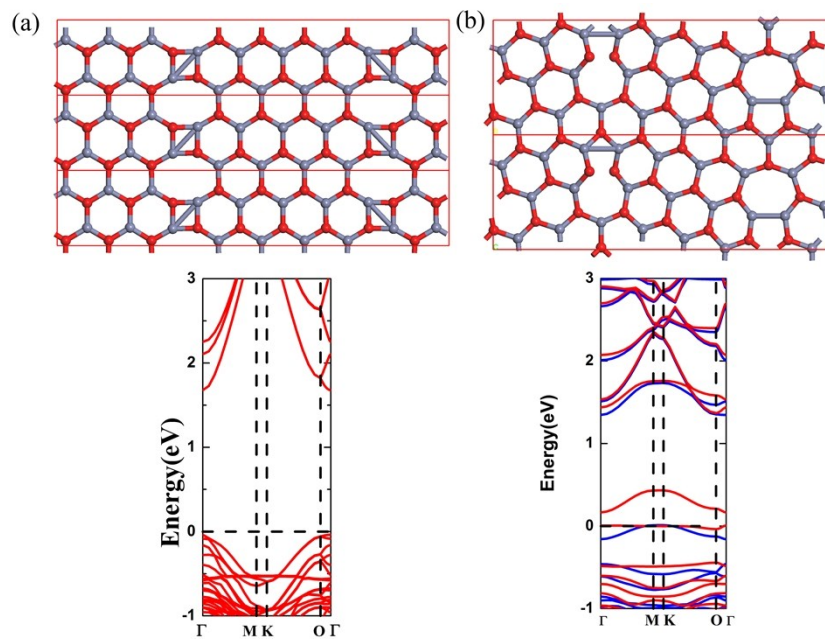 (a)
(b)
3
2
1
0
-1
Energy(eV)
Γ M K O Γ
3
2
1
0
-1
Energy(eV)
Γ M K O Γ